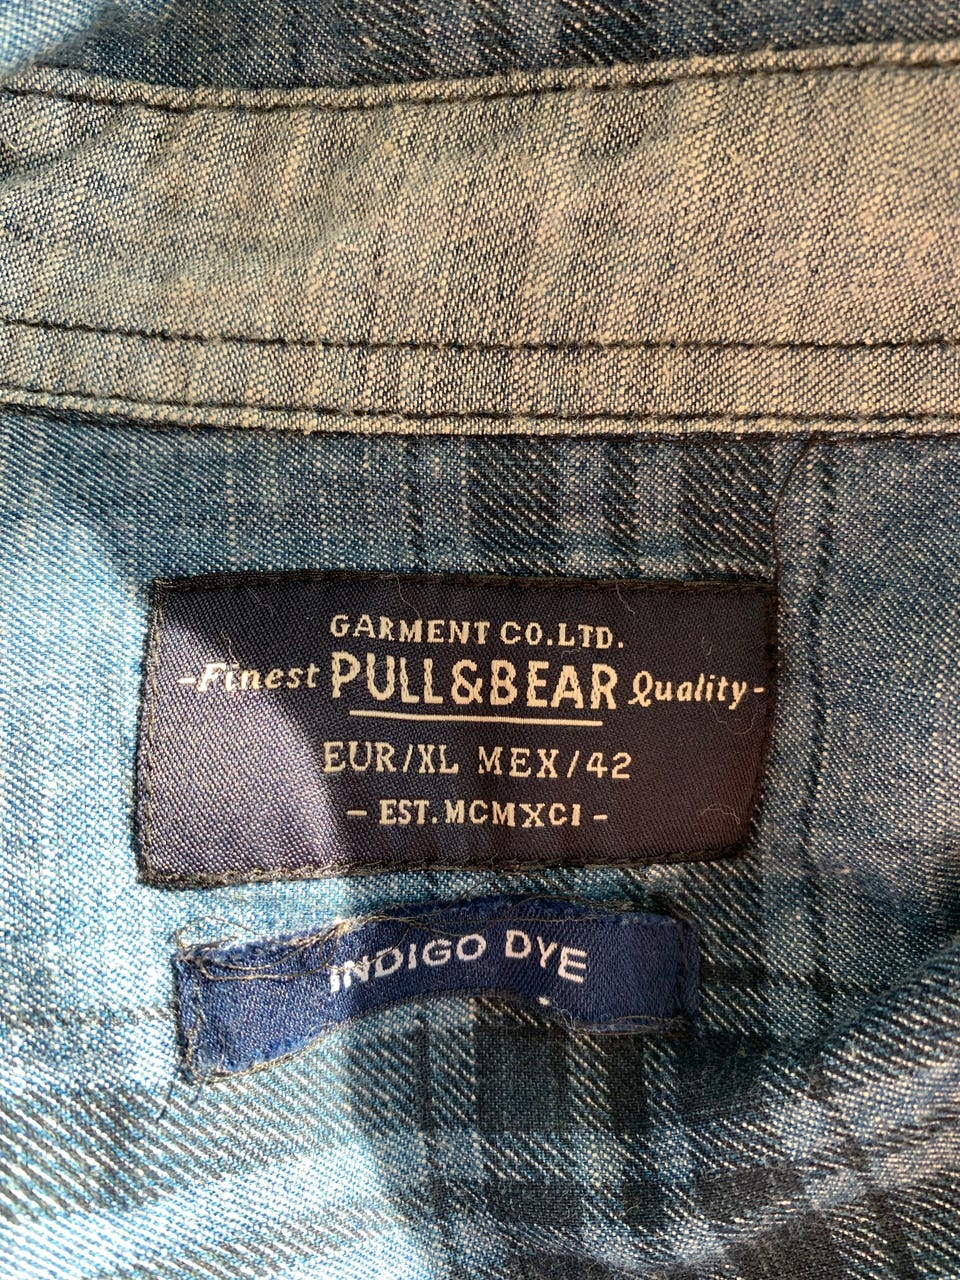 GARMENT CO.LTD.
-Finest PULL&BEAR Quality-
EUR/XL MEX/42
- EST. MCMXCI -
INDIGO DYE